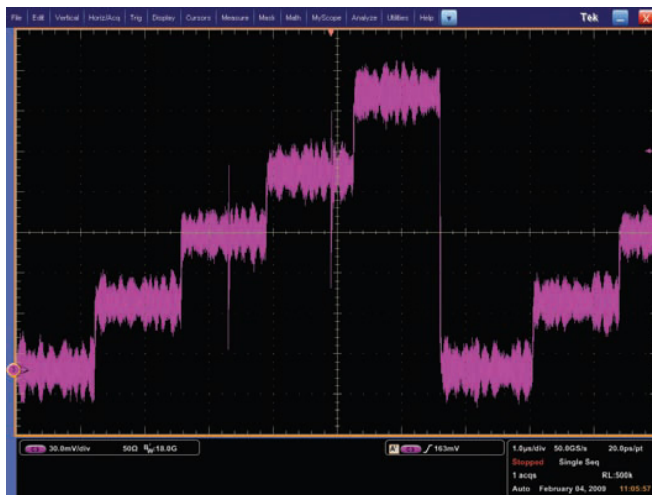 File Edit Vertical Horiz/Acq Trig Display Cursors Measure Mask Math MyScope Analyze Utilities Help Tek
C3 30.0mV/div 50Ω BW:18.0G
A' C3 163mV
1.0µs/div 50.0GS/s 20.0ps/pt
Stopped Single Seq
1 acqs RL:500k
Auto February 04, 2009 11:05:57